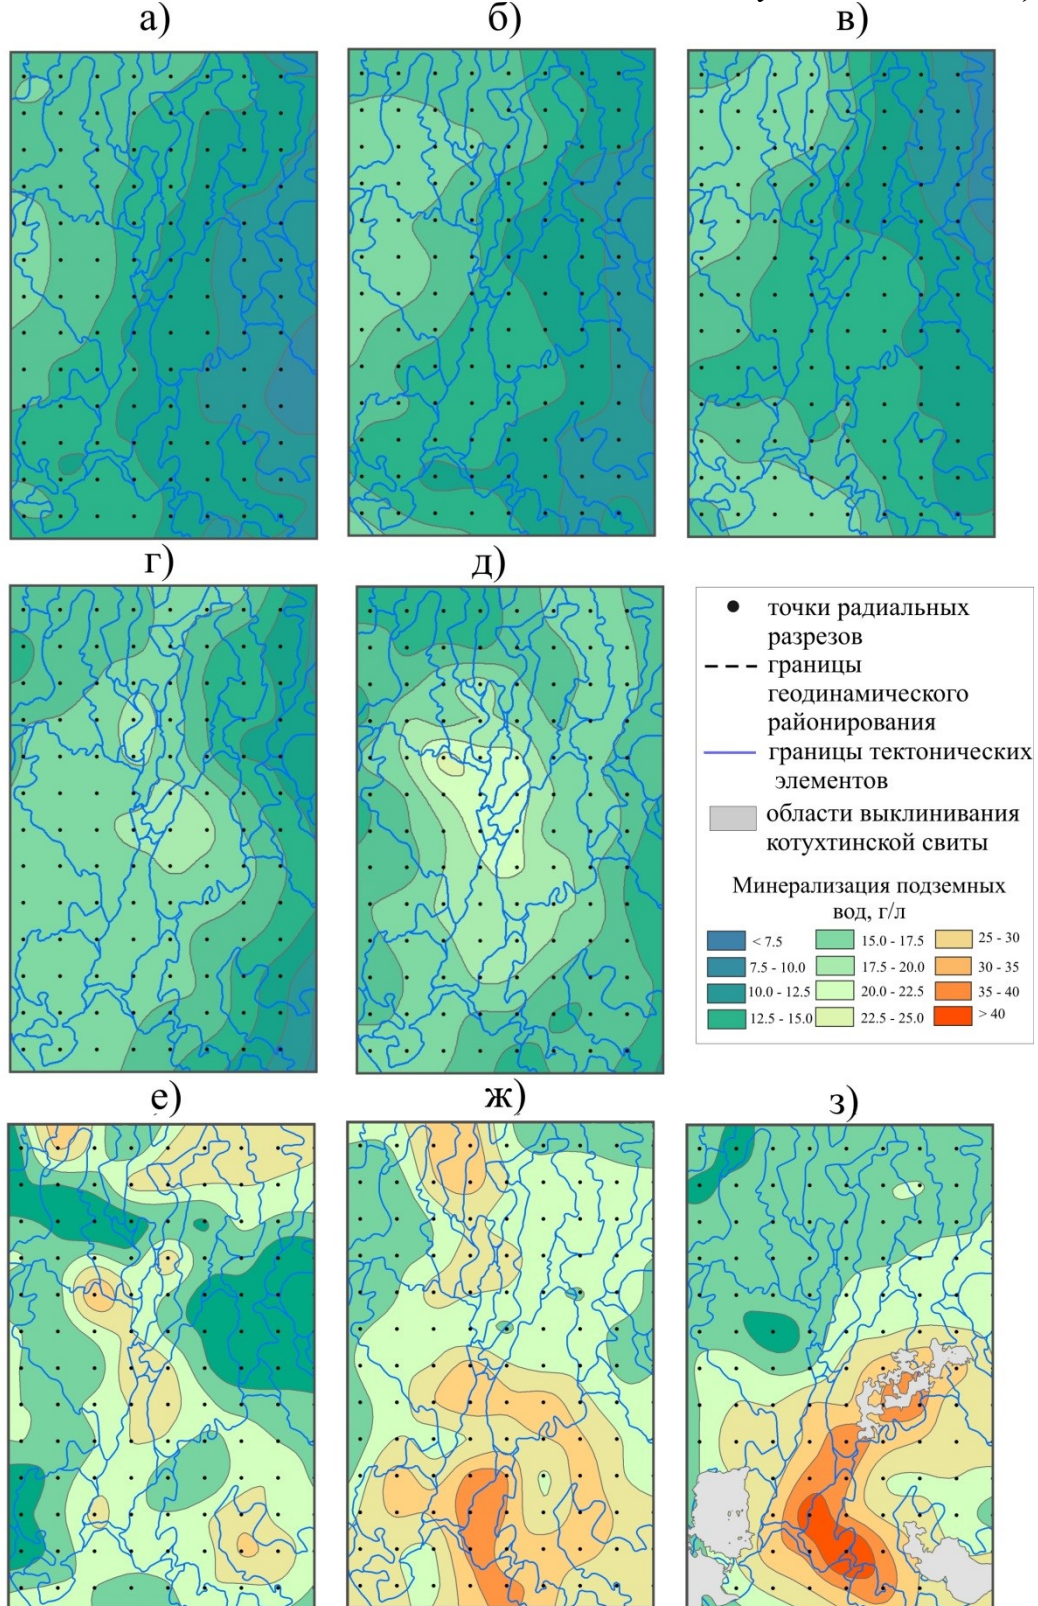 а)
б)
в)
г)
д)
точки радиальных
разрезов
границы
геодинамического
районирования
границы тектонических
элементов
области выклинивания
котухтинской свиты
Минерализация подземных
вод, г/л
< 7.5
7.5 - 10.0
10.0 - 12.5
12.5 - 15.0
15.0 - 17.5
17.5 - 20.0
20.0 - 22.5
22.5 - 25.0
25 - 30
30 - 35
35 - 40
> 40
е)
ж)
з)